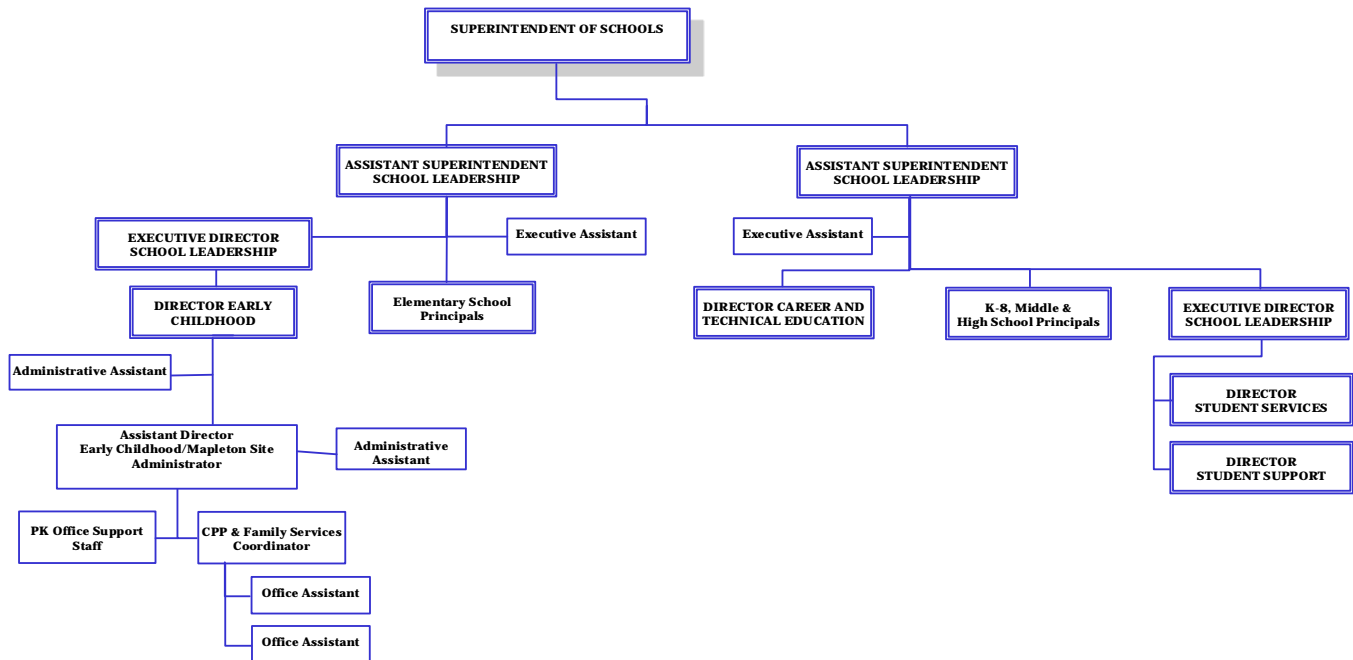 SUPERINTENDENT OF SCHOOLS
ASSISTANT SUPERINTENDENT
SCHOOL LEADERSHIP
ASSISTANT SUPERINTENDENT
SCHOOL LEADERSHIP
EXECUTIVE DIRECTOR
SCHOOL LEADERSHIP
Executive Assistant
Executive Assistant
DIRECTOR EARLY
CHILDHOOD
Elementary School
Principals
DIRECTOR CAREER AND
TECHNICAL EDUCATION
K-8, Middle &
High School Principals
EXECUTIVE DIRECTOR
SCHOOL LEADERSHIP
Administrative Assistant
DIRECTOR
STUDENT SERVICES
Assistant Director
Early Childhood/Mapleton Site
Administrator
Administrative
Assistant
DIRECTOR
STUDENT SUPPORT
PK Office Support
Staff
CPP & Family Services
Coordinator
Office Assistant
Office Assistant